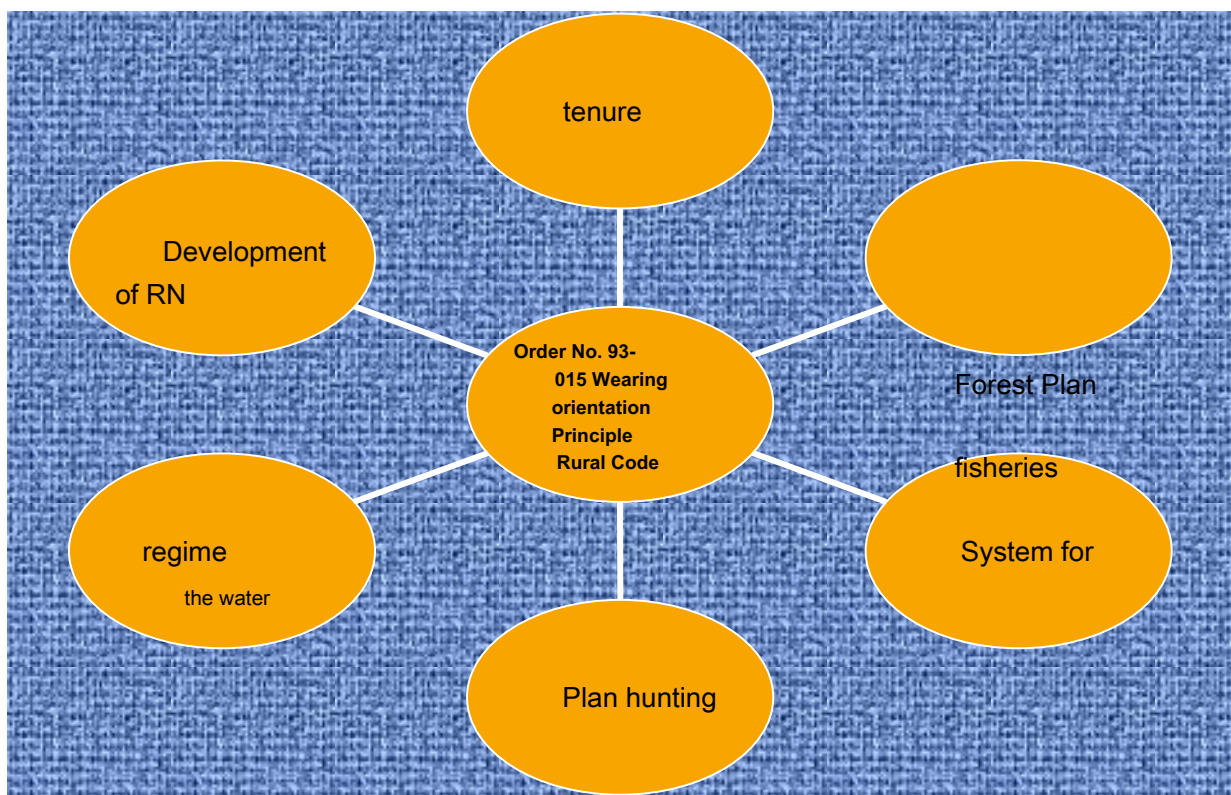 tenure
Development
of RN
Order No. 93-
015 Wearing
orientation
Principle
Rural Code
Forest Plan
fisheries
System for
regime
the water
Plan hunting